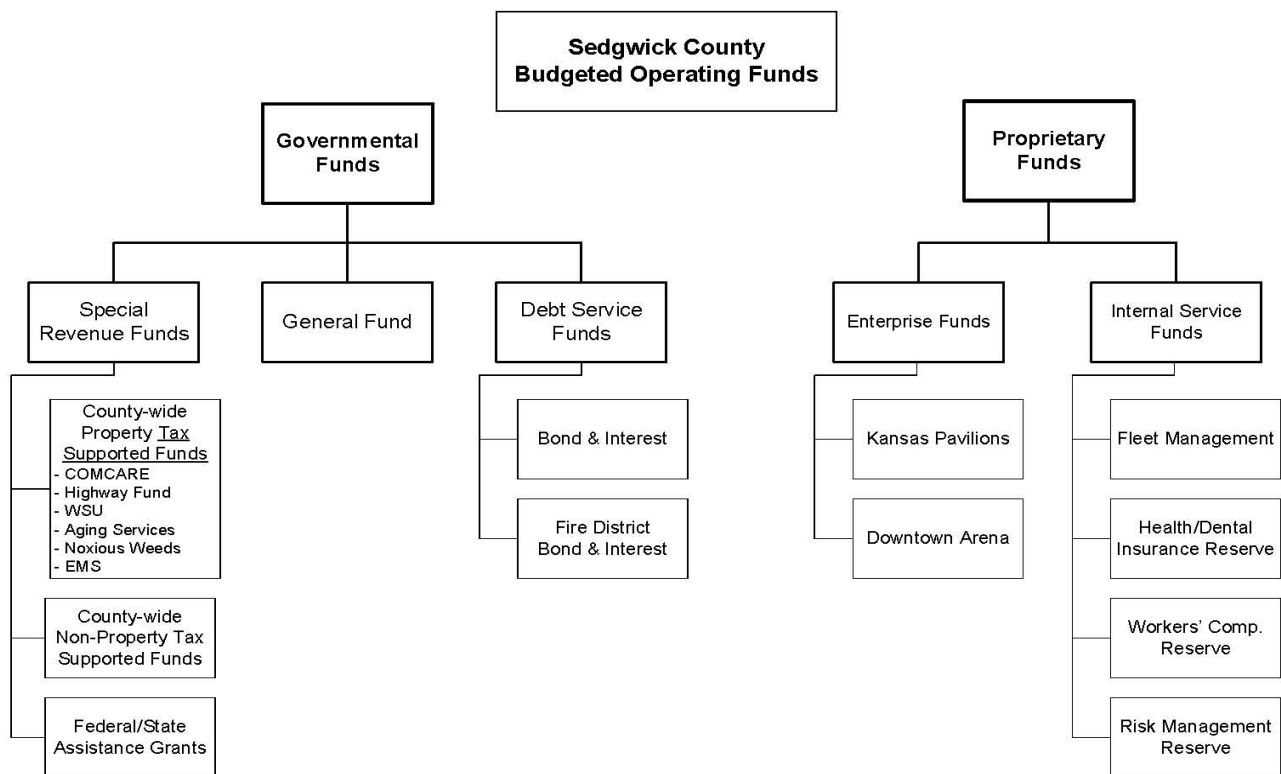 Sedgwick County
Budgeted Operating Funds
Governmental
Funds
Proprietary
Funds
Special
Revenue Funds
General Fund
Debt Service
Funds
Enterprise Funds
Internal Service
Funds
County-wide
Property Tax
Supported Funds
- COMCARE
- Highway Fund
- WSU
- Aging Services
- Noxious Weeds
- EMS
County-wide
Non-Property Tax
Supported Funds
Federal/State
Assistance Grants
Bond & Interest
Fire District
Bond & Interest
Kansas Pavilions
Downtown Arena
Fleet Management
Health/Dental
Insurance Reserve
Workers' Comp.
Reserve
Risk Management
Reserve